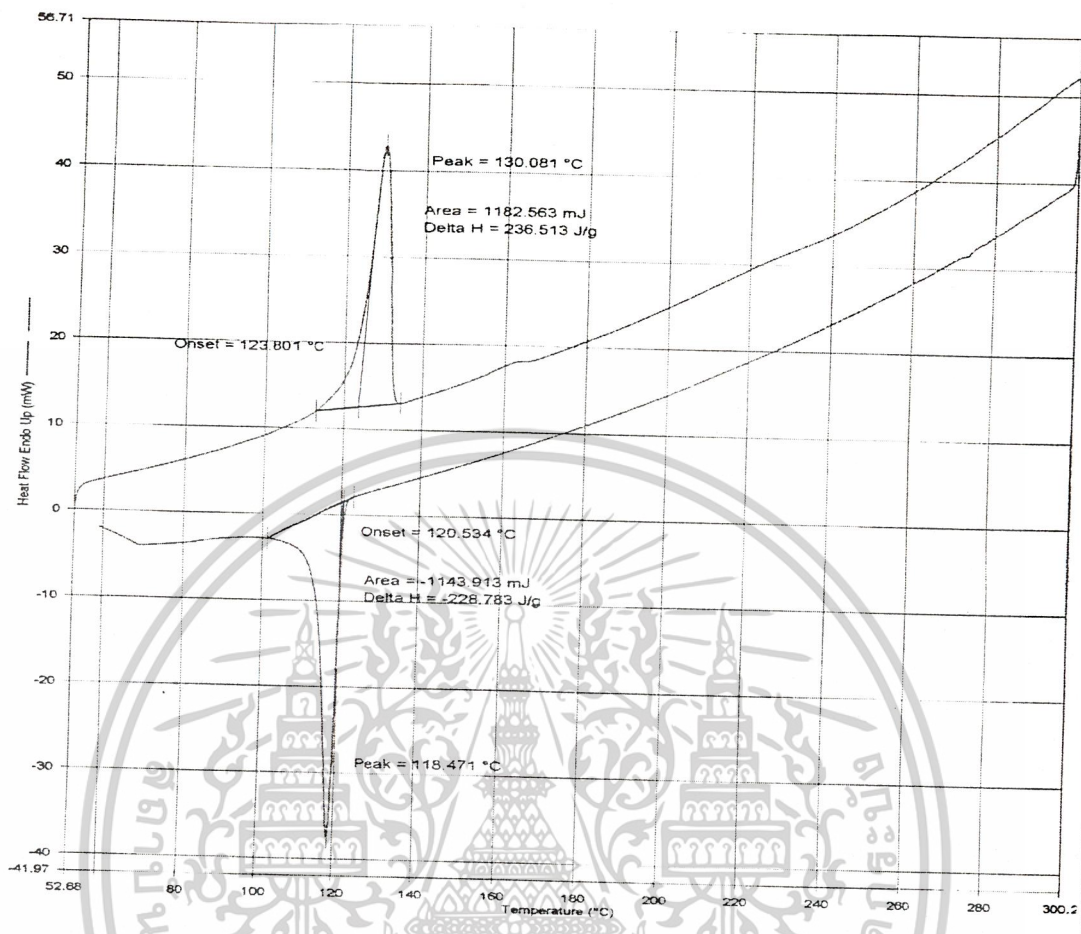 56.71
50
40
30
20
10
0
-10
-20
-30
-40
-41.97
Heat Flow Endo Up (mW)
Peak = 130.081 °C
Area = 1182.563 mJ
Delta H = 236.513 J/g
Onset = 123.801 °C
Onset = 120.534 °C
Area = -1143.913 mJ
Delta H = -228.783 J/g
Peak = 118.471 °C
52.68
80
100
120
140
160
180
200
220
240
260
280
300.2
Temperature (°C)